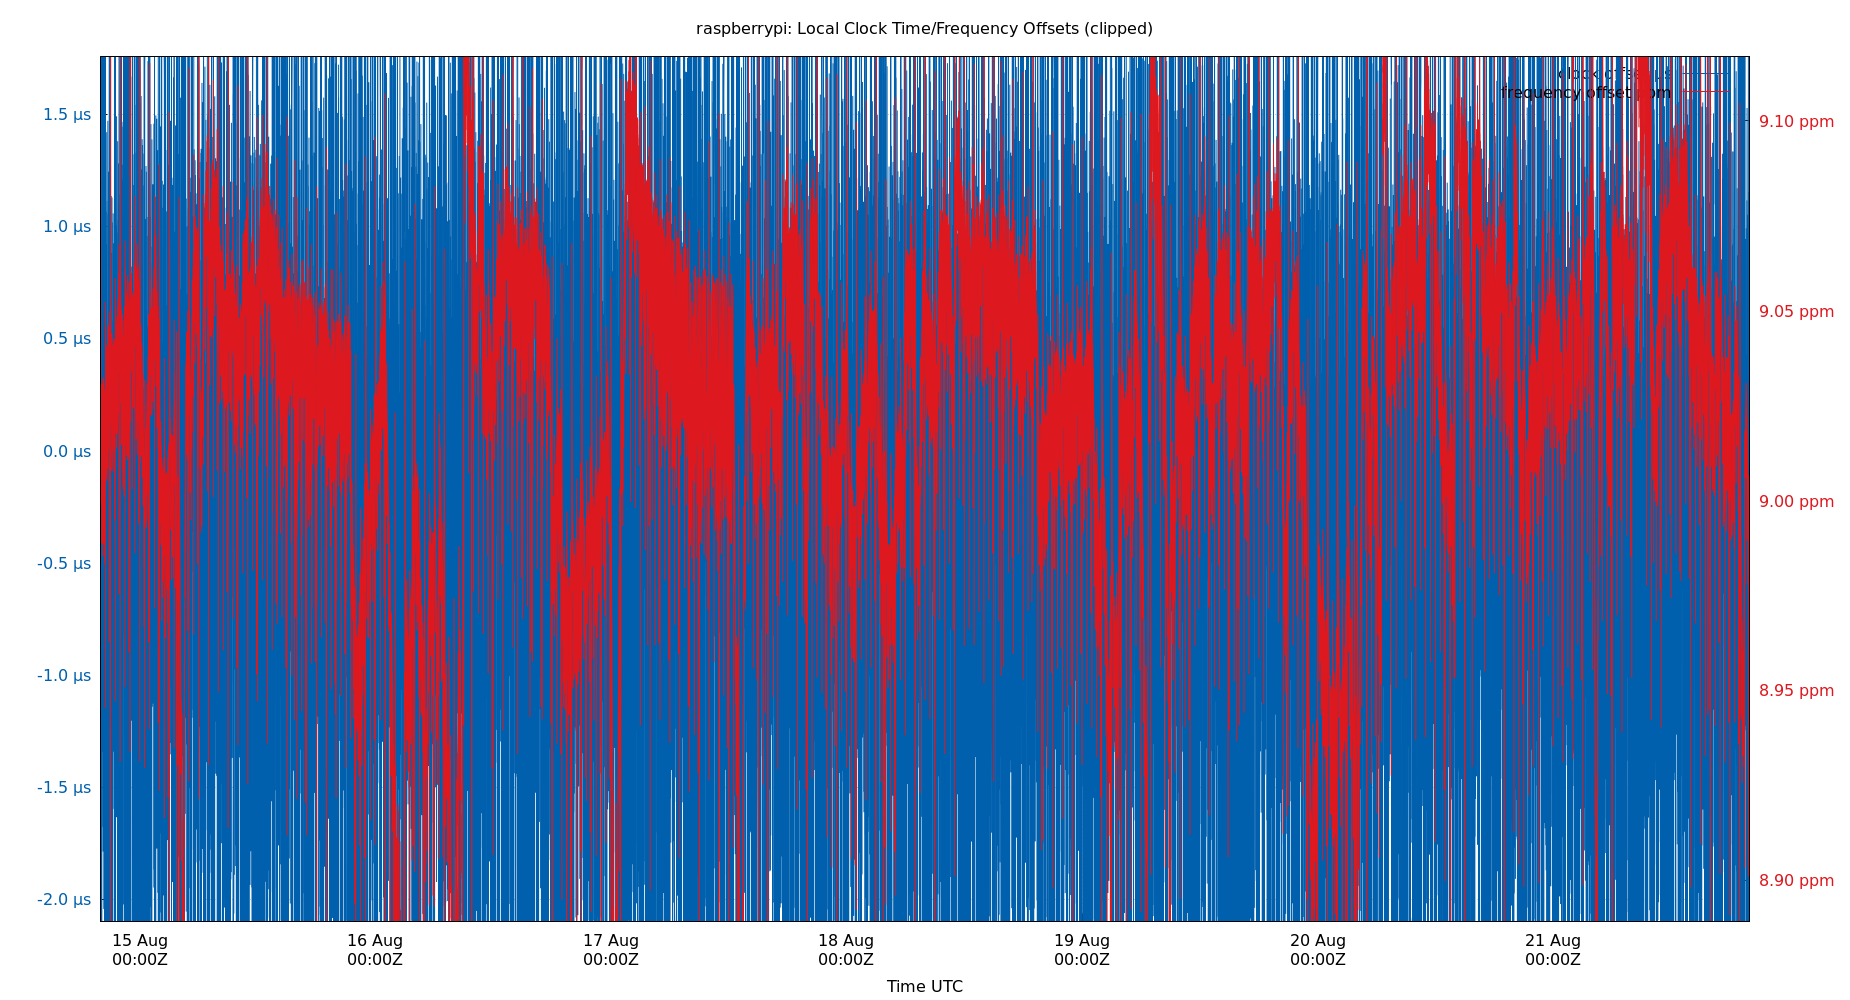 raspberrypi: Local Clock Time/Frequency Offsets (clipped)
clock offset μs
frequency offset ppm
1.5 μs
1.0 μs
0.5 μs
0.0 μs
-0.5 μs
-1.0 μs
-1.5 μs
-2.0 μs
9.10 ppm
9.05 ppm
9.00 ppm
8.95 ppm
8.90 ppm
15 Aug
00:00Z
16 Aug
00:00Z
17 Aug
00:00Z
18 Aug
00:00Z
19 Aug
00:00Z
20 Aug
00:00Z
21 Aug
00:00Z
Time UTC